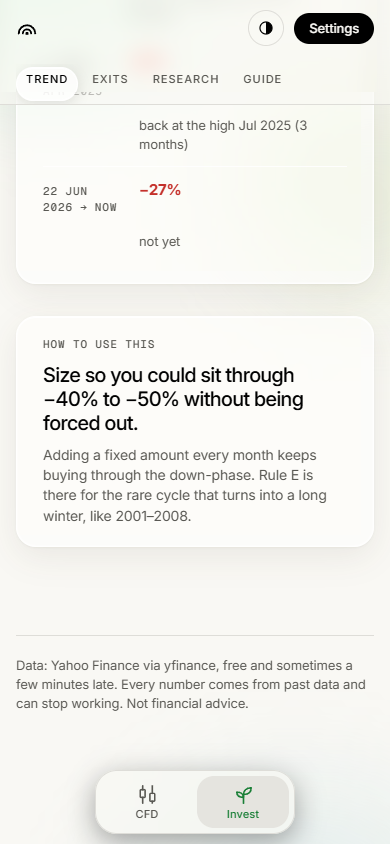 Settings
TREND
EXITS
RESEARCH
GUIDE
back at the high Jul 2025 (3
months)
22 JUN
2026 → NOW
−27%
not yet
HOW TO USE THIS
Size so you could sit through
−40% to −50% without being
forced out.
Adding a fixed amount every month keeps
buying through the down-phase. Rule E is
there for the rare cycle that turns into a long
winter, like 2001–2008.
Data: Yahoo Finance via yfinance, free and sometimes a
few minutes late. Every number comes from past data and
can stop working. Not financial advice.
CFD
Invest